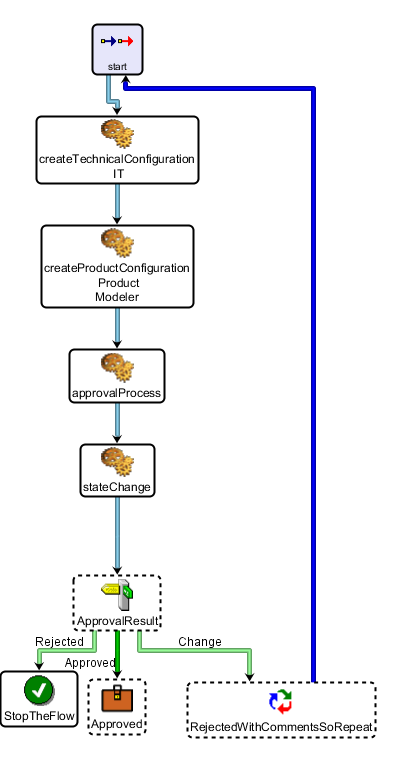 start
createTechnicalConfiguration
IT
createProductConfiguration
Product
Modeler
approvalProcess
stateChange
ApprovalResult
Rejected
Approved
Change
StopTheFlow
Approved
RejectedWithCommentsSoRepeat